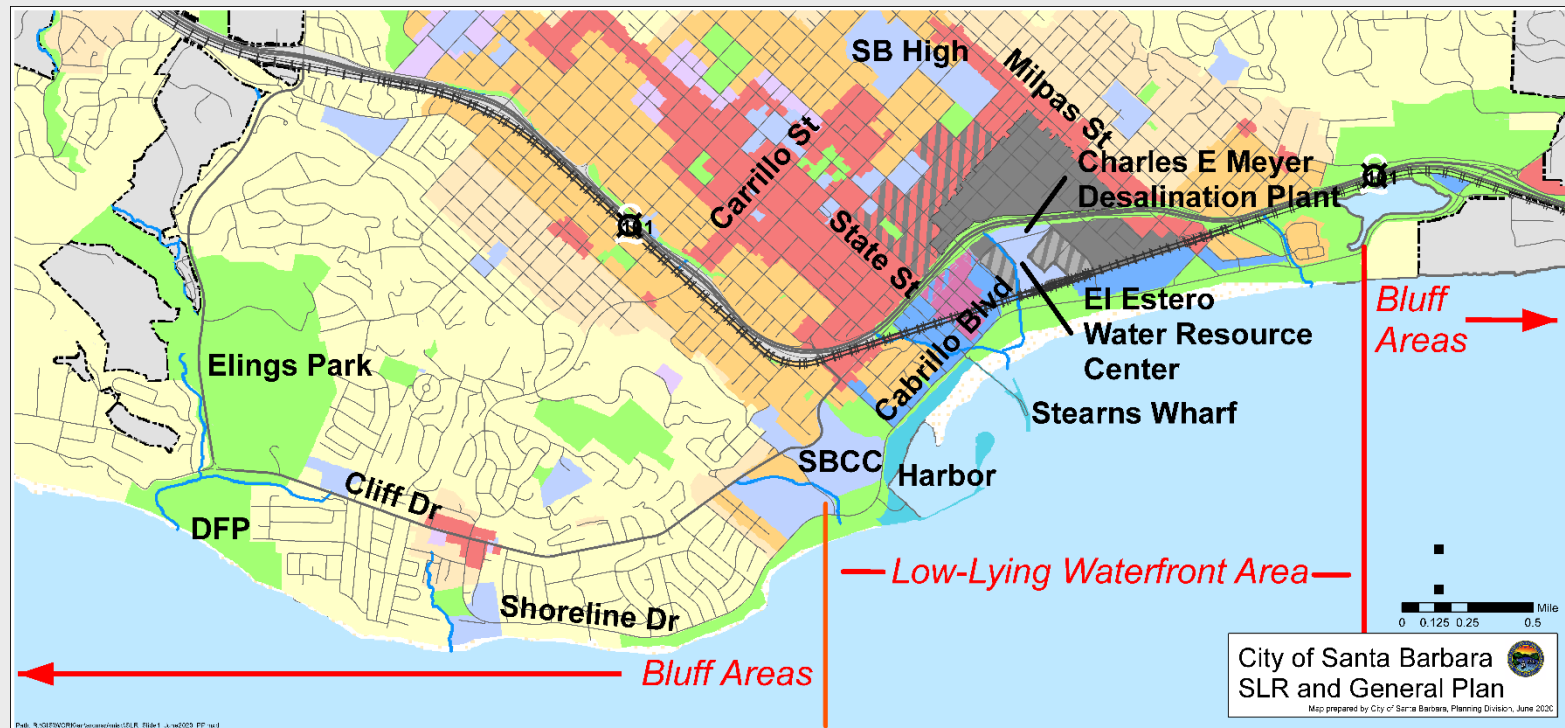 SB High
Milpas St
Carrillo St
State St
Charles E Meyer
Desalination Plant
101
101
El Estero
Water Resource
Center
Bluff
Areas
Cabrillo Blvd
Elings Park
Stearns Wharf
SBCC
Harbor
Cliff Dr
DFP
Low-Lying Waterfront Area
Shoreline Dr
Bluff Areas
Mile
0 0.125 0.25 0.5
City of Santa Barbara
SLR and General Plan
Map prepared by City of Santa Barbara, Planning Division, June 2020